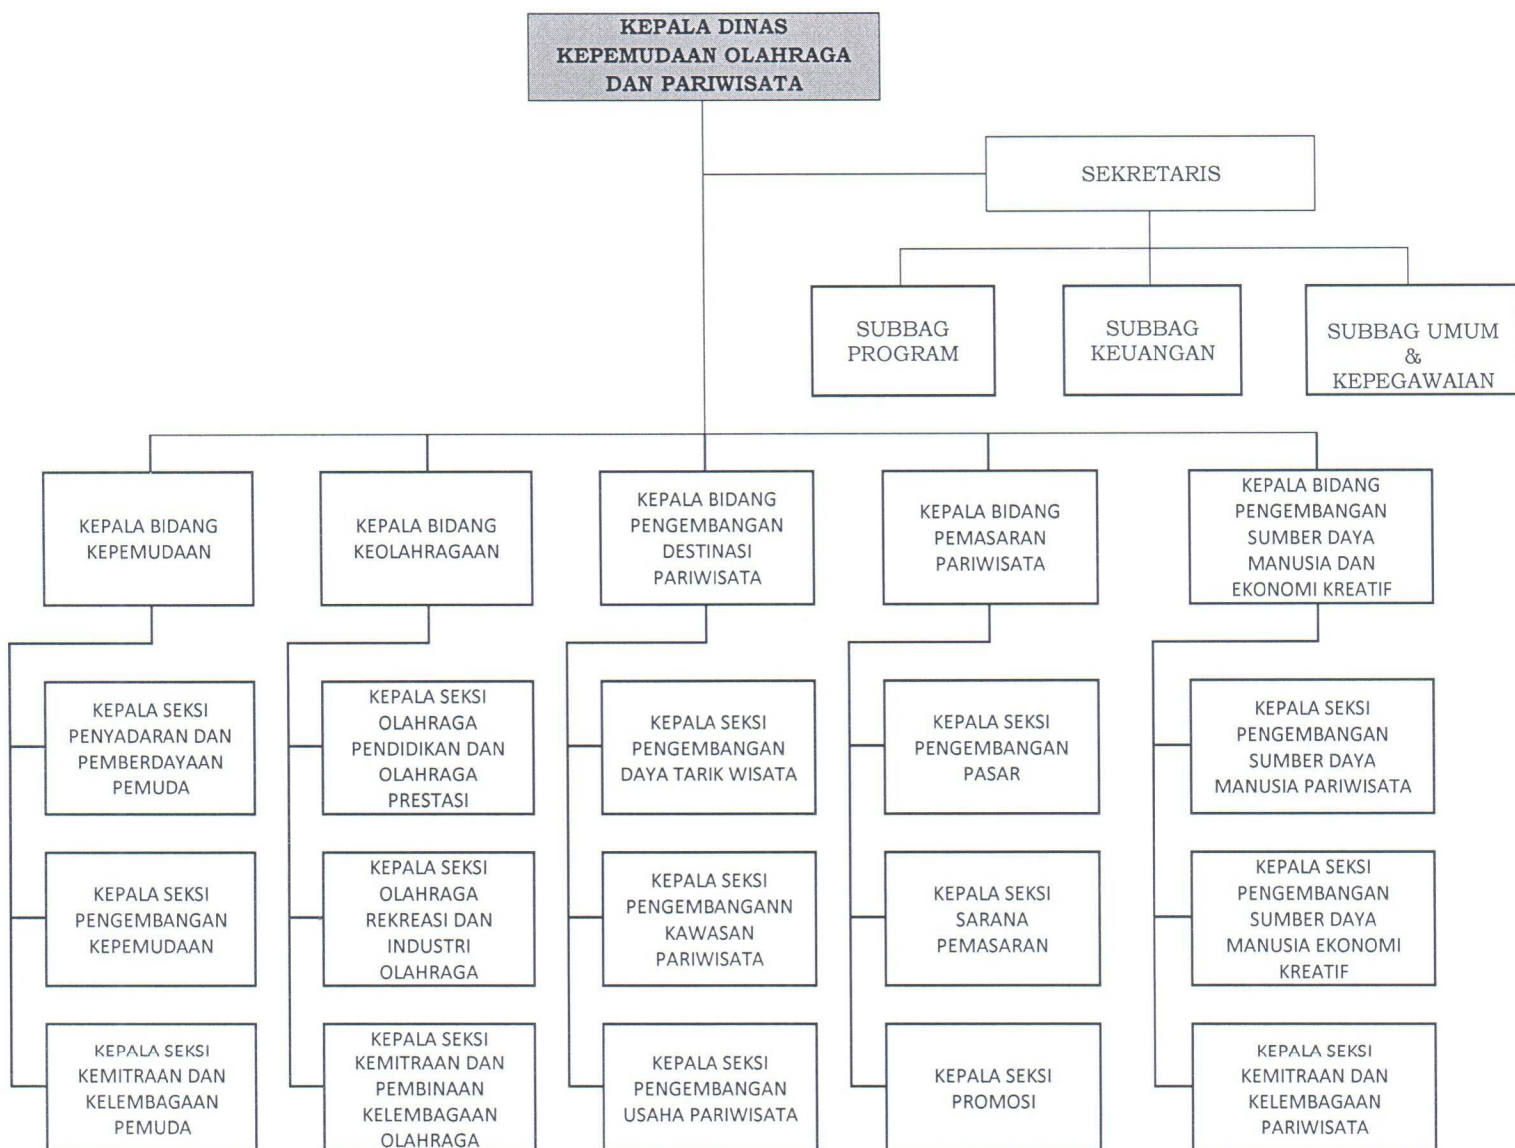 KEPALA DINAS
KEPEMUDAAN OLAHRAGA
DAN PARIWISATA
SEKRETARIS
SUBBAG
PROGRAM
SUBBAG
KEUANGAN
SUBBAG UMUM
&
KEPEGAWAIAN
KEPALA BIDANG
KEPEMUDAAN
KEPALA BIDANG
KEOLAHRAGAAN
KEPALA BIDANG
PENGEMBANGAN
DESTINASI
PARIWISATA
KEPALA BIDANG
PEMASARAN
PARIWISATA
KEPALA BIDANG
PENGEMBANGAN
SUMBER DAYA
MANUSIA DAN
EKONOMI KREATIF
KEPALA SEKSI
PENYADARAN DAN
PEMBERDAYAAN
PEMUDA
KEPALA SEKSI
OLAHRAGA
PENDIDIKAN DAN
OLAHRAGA
PRESTASI
KEPALA SEKSI
PENGEMBANGAN
DAYA TARIK WISATA
KEPALA SEKSI
PENGEMBANGAN
PASAR
KEPALA SEKSI
PENGEMBANGAN
SUMBER DAYA
MANUSIA PARIWISATA
KEPALA SEKSI
PENGEMBANGAN
KEPEMUDAAN
KEPALA SEKSI
OLAHRAGA
REKREASI DAN
INDUSTRI
OLAHRAGA
KEPALA SEKSI
PENGEMBANGANN
KAWASAN
PARIWISATA
KEPALA SEKSI
SARANA
PEMASARAN
KEPALA SEKSI
PENGEMBANGAN
SUMBER DAYA
MANUSIA EKONOMI
KREATIF
KEPALA SEKSI
KEMITRAAN DAN
KELEMBAGAAN
PEMUDA
KEPALA SEKSI
KEMITRAAN DAN
PEMBINAAN
KELEMBAGAAN
OLAHRAGA
KEPALA SEKSI
PENGEMBANGAN
USAHA PARIWISATA
KEPALA SEKSI
PROMOSI
KEPALA SEKSI
KEMITRAAN DAN
KELEMBAGAAN
PARIWISATA